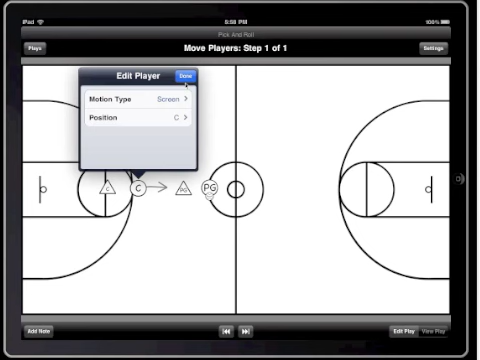 iPad 5:58 PM 100%
Pick And Roll
Plays Move Players: Step 1 of 1 Settings
Edit Player Done
Motion Type Screen
Position C
C C PG PG
Add Note Edit Play View Play